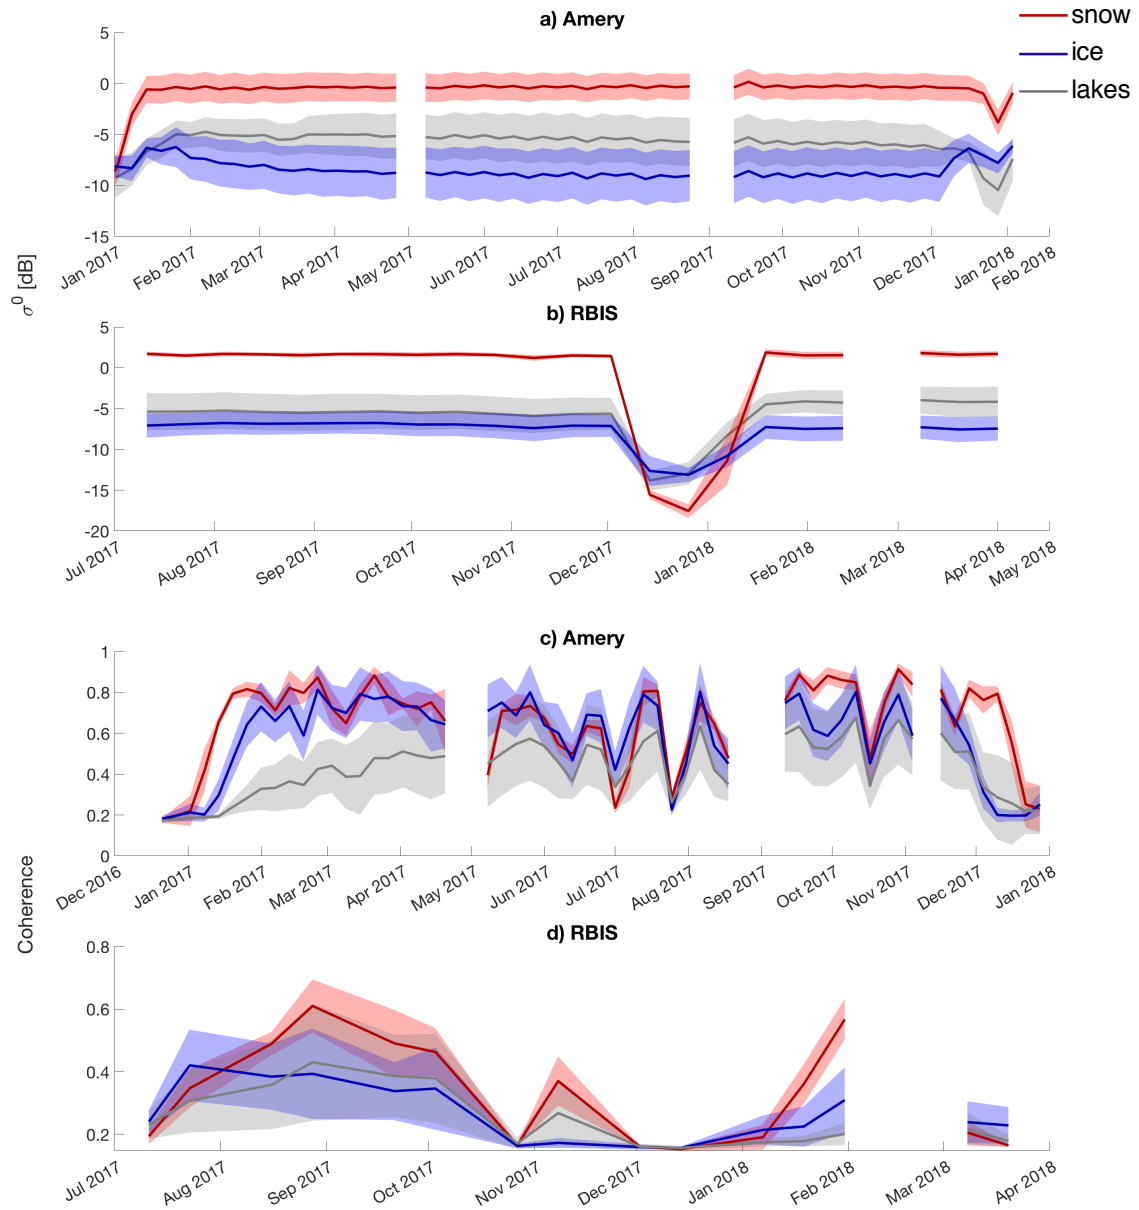 a) Amery
snow
ice
lakes
5
0
-5
-10
-15
Jan 2017
Feb 2017
Mar 2017
Apr 2017
May 2017
Jun 2017
Jul 2017
Aug 2017
Sep 2017
Oct 2017
Nov 2017
Dec 2017
Jan 2018
Feb 2018
σ0 [dB]
b) RBIS
5
0
-5
-10
-15
-20
Jul 2017
Aug 2017
Sep 2017
Oct 2017
Nov 2017
Dec 2017
Jan 2018
Feb 2018
Mar 2018
Apr 2018
May 2018
c) Amery
1
0.8
0.6
0.4
0.2
0
Dec 2016
Jan 2017
Feb 2017
Mar 2017
Apr 2017
May 2017
Jun 2017
Jul 2017
Aug 2017
Sep 2017
Oct 2017
Nov 2017
Dec 2017
Jan 2018
Coherence
d) RBIS
0.8
0.6
0.4
0.2
Jul 2017
Aug 2017
Sep 2017
Oct 2017
Nov 2017
Dec 2017
Jan 2018
Feb 2018
Mar 2018
Apr 2018